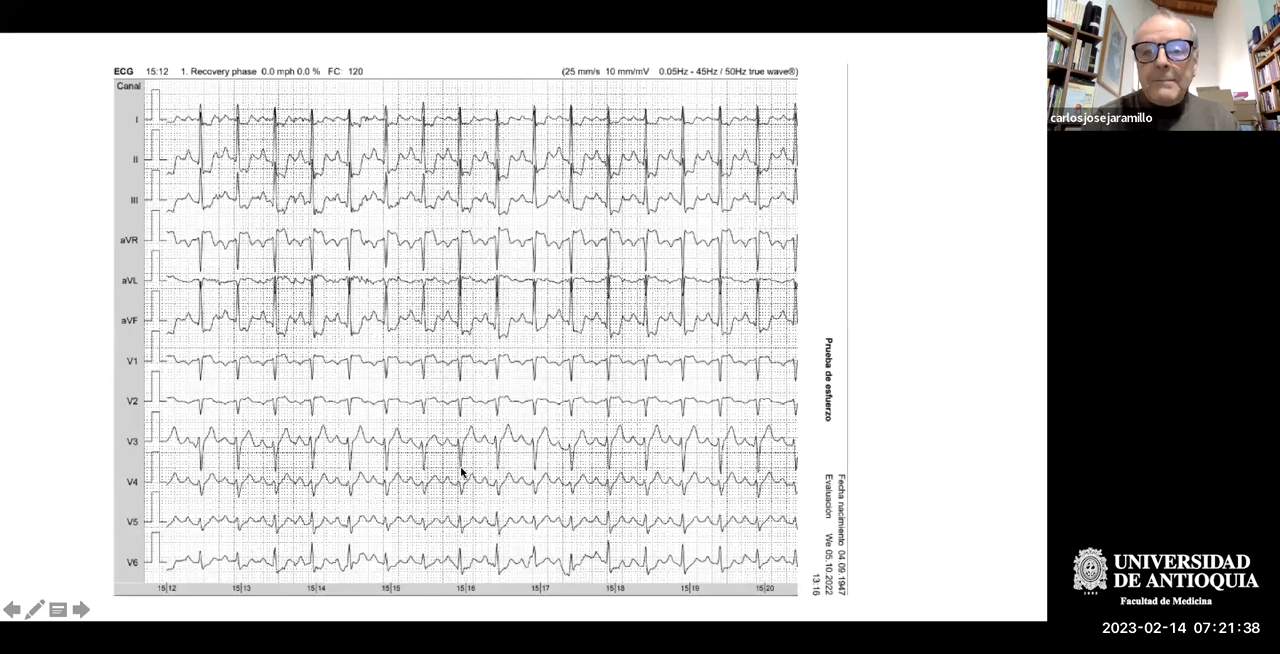 ECG 15:12 1. Recovery phase 0.0 mph 0.0 % FC: 120 (25 mm/s 10 mm/mV 0.05Hz - 45Hz / 50Hz true wave®)
Canal
I
II
III
aVR
aVL
aVF
V1
V2
V3
V4
V5
V6
15:12 15:13 15:14 15:15 15:16 15:17 15:18 15:19 15:20
Prueba de esfuerzo
Fecha nacimiento 04.09.1947
Evaluación We 05.10.2022
13:16
carlosjosejaramillo
UNIVERSIDAD
DE ANTIOQUIA
1803
Facultad de Medicina
2023-02-14 07:21:38